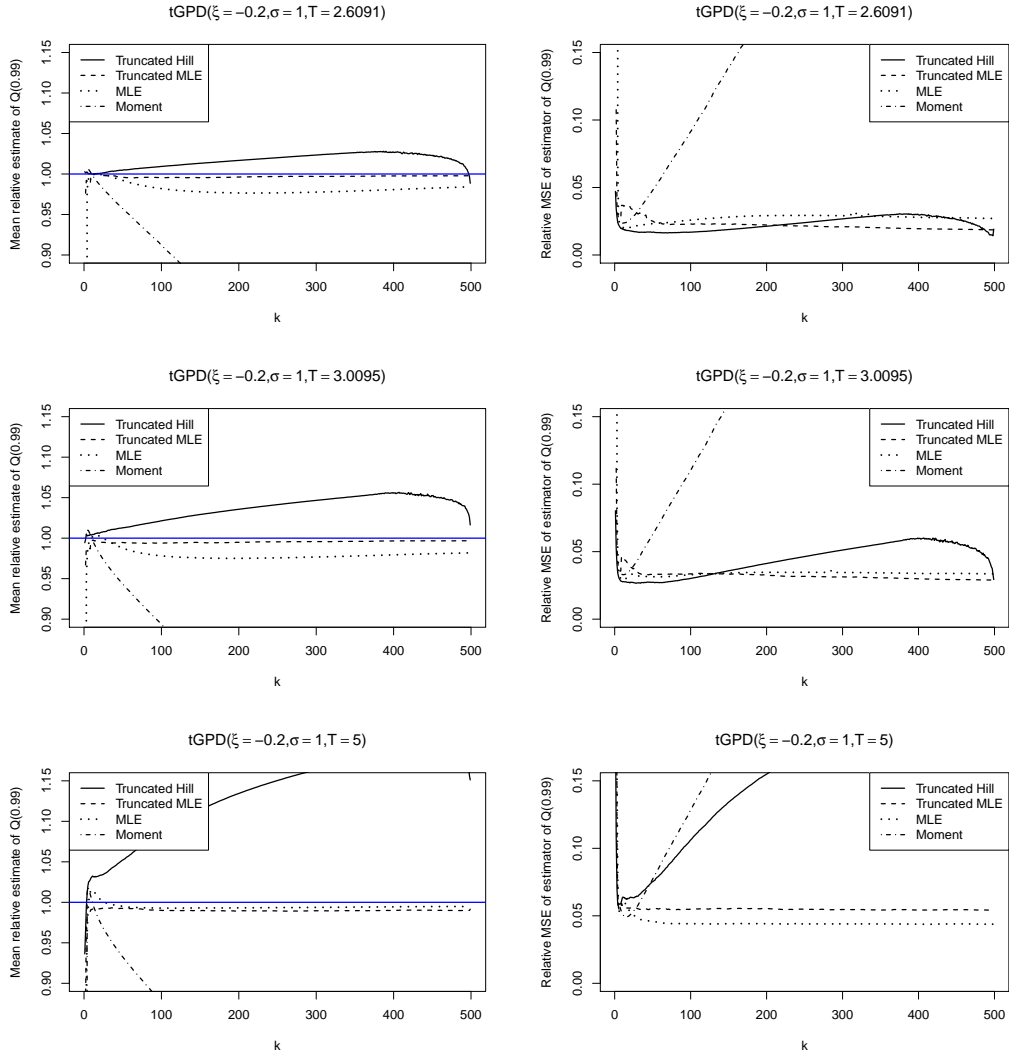 tGPD(ξ = −0.2,σ = 1,T = 2.6091)
Mean relative estimate of Q(0.99)
1.15
1.10
1.05
1.00
0.95
0.90
Truncated Hill
Truncated MLE
MLE
Moment
0 100 200 300 400 500
k
tGPD(ξ = −0.2,σ = 1,T = 2.6091)
Relative MSE of estimator of Q(0.99)
0.15
0.10
0.05
0.00
Truncated Hill
Truncated MLE
MLE
Moment
0 100 200 300 400 500
k
tGPD(ξ = −0.2,σ = 1,T = 3.0095)
Mean relative estimate of Q(0.99)
1.15
1.10
1.05
1.00
0.95
0.90
Truncated Hill
Truncated MLE
MLE
Moment
0 100 200 300 400 500
k
tGPD(ξ = −0.2,σ = 1,T = 3.0095)
Relative MSE of estimator of Q(0.99)
0.15
0.10
0.05
0.00
Truncated Hill
Truncated MLE
MLE
Moment
0 100 200 300 400 500
k
tGPD(ξ = −0.2,σ = 1,T = 5)
Mean relative estimate of Q(0.99)
1.15
1.10
1.05
1.00
0.95
0.90
Truncated Hill
Truncated MLE
MLE
Moment
0 100 200 300 400 500
k
tGPD(ξ = −0.2,σ = 1,T = 5)
Relative MSE of estimator of Q(0.99)
0.15
0.10
0.05
0.00
Truncated Hill
Truncated MLE
MLE
Moment
0 100 200 300 400 500
k